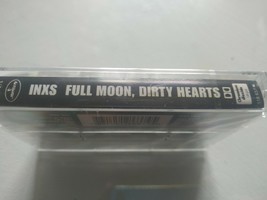 INXS FULL MOON, DIRTY HEARTS